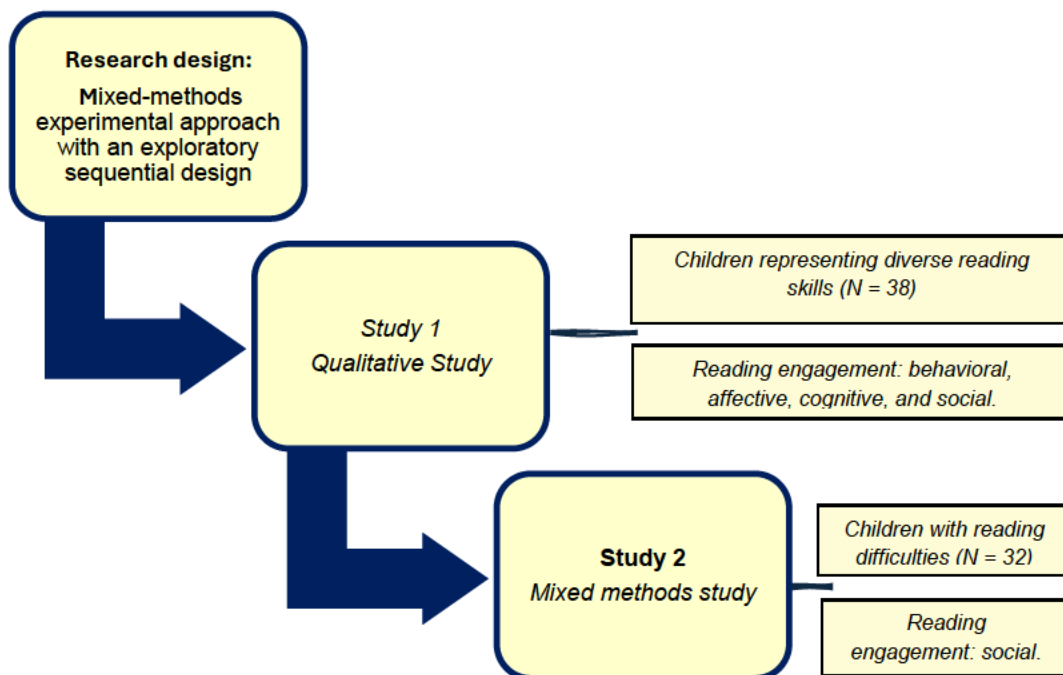 Research design:
Mixed-methods
experimental approach
with an exploratory
sequential design
Study 1
Qualitative Study
Children representing diverse reading
skills (N = 38)
Reading engagement: behavioral,
affective, cognitive, and social.
Study 2
Mixed methods study
Children with reading
difficulties (N = 32)
Reading
engagement: social.